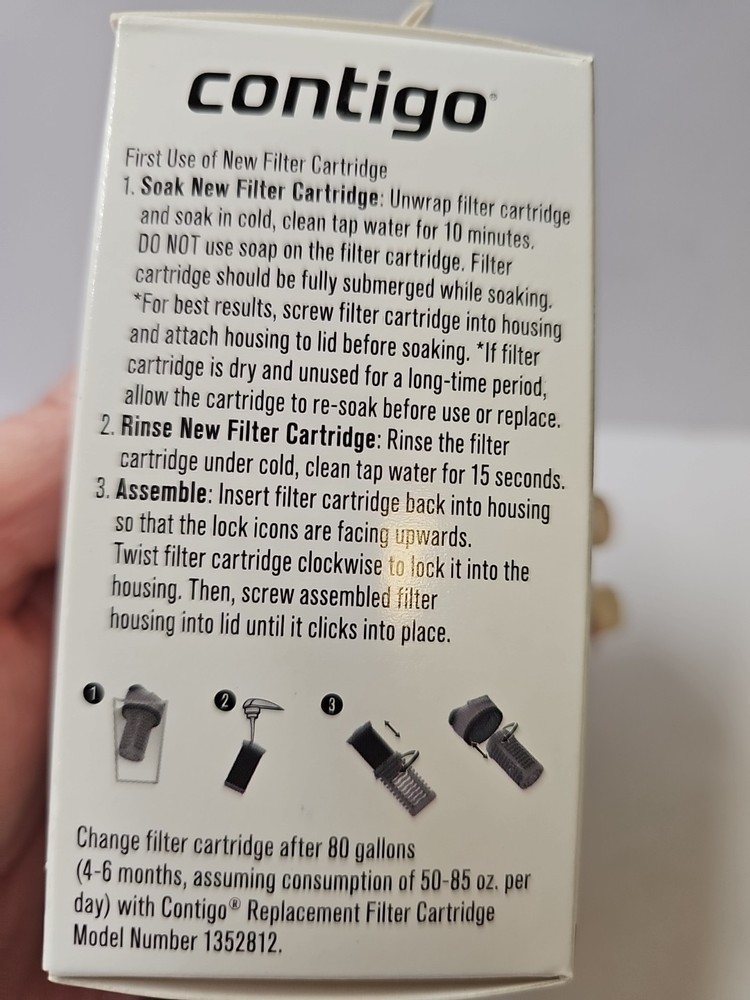 contigo®
First Use of New Filter Cartridge
1. Soak New Filter Cartridge: Unwrap filter cartridge
and soak in cold, clean tap water for 10 minutes.
DO NOT use soap on the filter cartridge. Filter
cartridge should be fully submerged while soaking.
*For best results, screw filter cartridge into housing
and attach housing to lid before soaking. *If filter
cartridge is dry and unused for a long-time period,
allow the cartridge to re-soak before use or replace.
2. Rinse New Filter Cartridge: Rinse the filter
cartridge under cold, clean tap water for 15 seconds.
3. Assemble: Insert filter cartridge back into housing
so that the lock icons are facing upwards.
Twist filter cartridge clockwise to lock it into the
housing. Then, screw assembled filter
housing into lid until it clicks into place.
1 2 3
Change filter cartridge after 80 gallons
(4-6 months, assuming consumption of 50-85 oz. per
day) with Contigo® Replacement Filter Cartridge
Model Number 1352812.